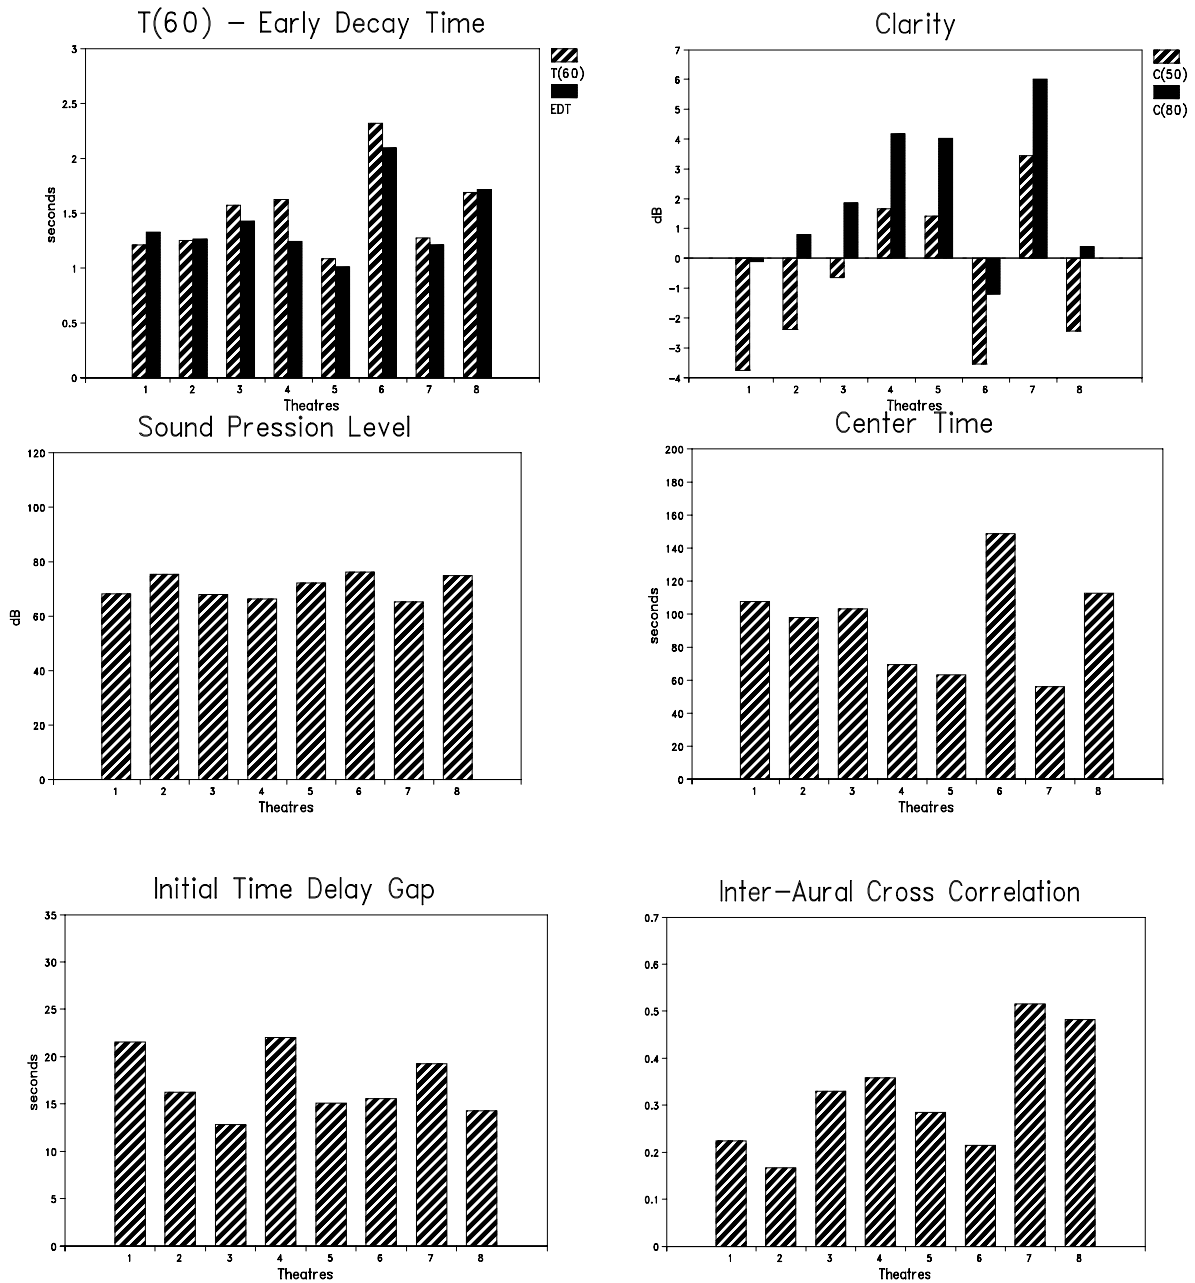 T(60) − Early Decay Time
3
2.5
2
1.5
1
0.5
0
seconds
1 2 3 4 5 6 7 8
Theatres
T(60)
EDT
Clarity
7
6
5
4
3
2
1
0
−1
−2
−3
−4
dB
1 2 3 4 5 6 7 8
Theatres
C(50)
C(80)
Sound Pression Level
120
100
80
60
40
20
0
dB
1 2 3 4 5 6 7 8
Theatres
Center Time
200
180
160
140
120
100
80
60
40
20
0
seconds
1 2 3 4 5 6 7 8
Theatres
Initial Time Delay Gap
35
30
25
20
15
10
5
0
seconds
1 2 3 4 5 6 7 8
Theatres
Inter−Aural Cross Correlation
0.7
0.6
0.5
0.4
0.3
0.2
0.1
0
1 2 3 4 5 6 7 8
Theatres